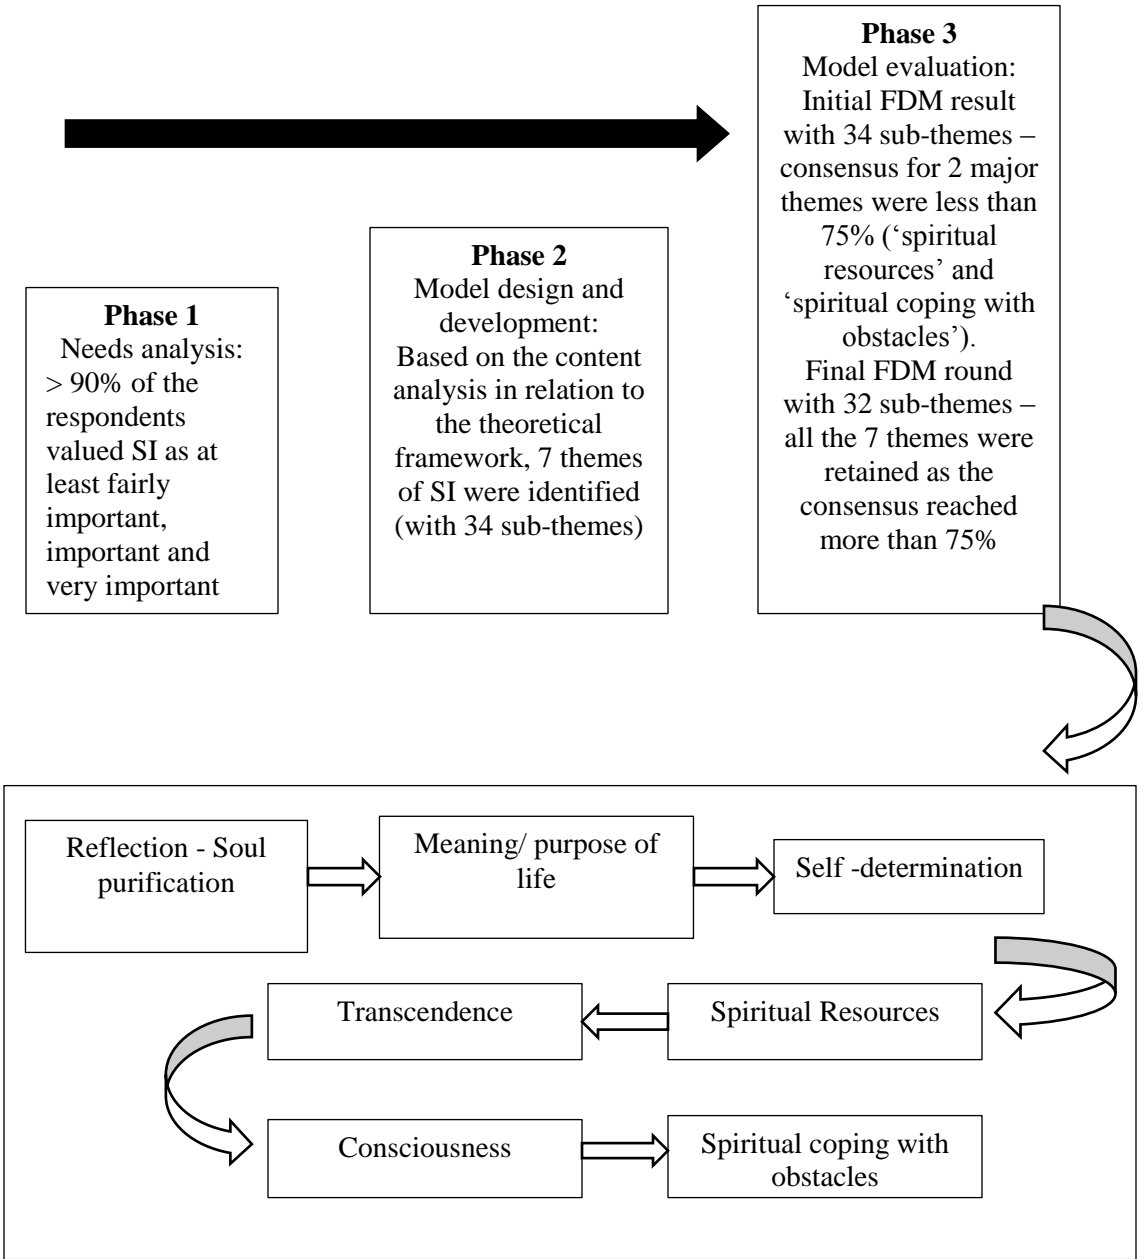 Phase 1
Needs analysis:
> 90% of the
respondents
valued SI as at
least fairly
important,
important and
very important
Phase 2
Model design and
development:
Based on the content
analysis in relation to
the theoretical
framework, 7 themes
of SI were identified
(with 34 sub-themes)
Phase 3
Model evaluation:
Initial FDM result
with 34 sub-themes –
consensus for 2 major
themes were less than
75% (‘spiritual
resources’ and
‘spiritual coping with
obstacles’).
Final FDM round
with 32 sub-themes –
all the 7 themes were
retained as the
consensus reached
more than 75%
Reflection - Soul
purification
Meaning/ purpose of
life
Self -determination
Spiritual Resources
Transcendence
Consciousness
Spiritual coping with
obstacles